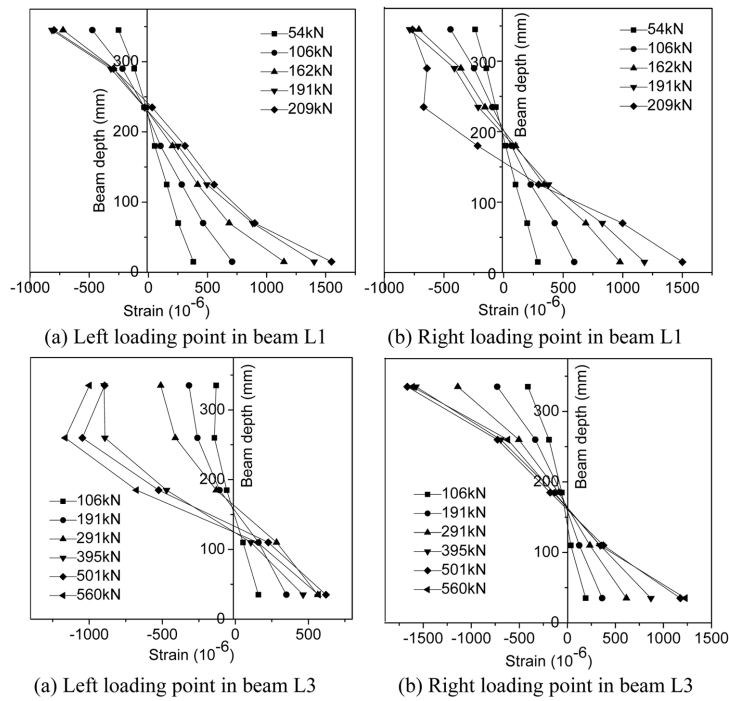 300
200
100
0
Beam depth (mm)
54kN
106kN
162kN
191kN
209kN
-1000 -500 0 500 1000 1500
Strain (10-6)
(a) Left loading point in beam L1
300
200
100
0
Beam depth (mm)
54kN
106kN
162kN
191kN
209kN
-1000 -500 0 500 1000 1500
Strain (10-6)
(b) Right loading point in beam L1
300
200
100
0
Beam depth (mm)
106kN
191kN
291kN
395kN
501kN
560kN
-1000 -500 0 500
Strain (10-6)
(a) Left loading point in beam L3
300
200
100
0
Beam depth (mm)
106kN
191kN
291kN
395kN
501kN
560kN
-1500 -1000 -500 0 500 1000 1500
Strain (10-6)
(b) Right loading point in beam L3